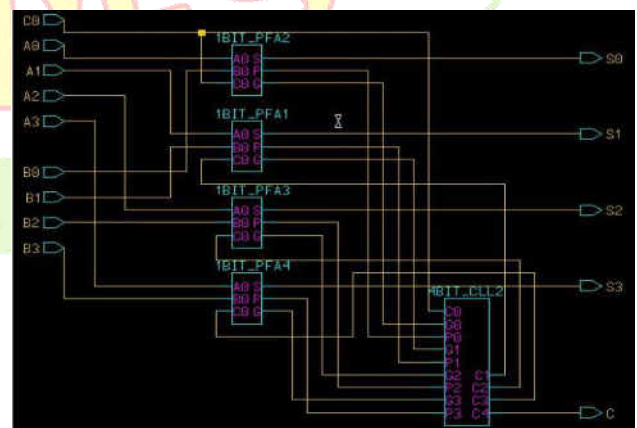 C0
A0
A1
A2
A3
B0
B1
B2
B3
1BIT_PFA2
A0 S
B0 P
C0 G
1BIT_PFA1
A0 S
B0 P
C0 G
1BIT_PFA3
A0 S
B0 P
C0 G
1BIT_PFA4
A0 S
B0 P
C0 G
4BIT_CLL2
C0
G0
P0
G1
P1
G2 C1
P2 C2
G3 C3
P3 C4
S0
S1
S2
S3
C